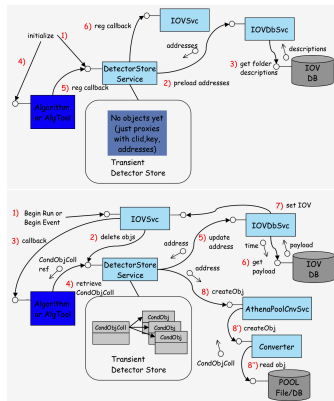 6) reg callback
IOVSvc
initialize
1)
IOVDbSvc
4)
addresses
descriptions
DetectorStore
Service
3) get folder
descriptions
2) preload addresses
IOV
DB
5) reg callback
Algorithm
or AlgTool
No objects yet
(just proxies
with clid,key,
addresses)
Transient
Detector Store
7) set IOV
1) Begin Run or
Begin Event
IOVSvc
IOVDbSvc
3) callback
2) delete objs
address
5) update
address
time
payload
CondObjColl
ref
DetectorStore
Service
address
6) get
payload
IOV
DB
4) retrieve
CondObjColl
8) createObj
Algorithm
or AlgTool
AthenaPoolCnvSvc
CondObj
CondObjColl
CondObj
CondObj
8') createObj
CondObjColl
Converter
Transient
Detector Store
8'') read obj
POOL
File/DB